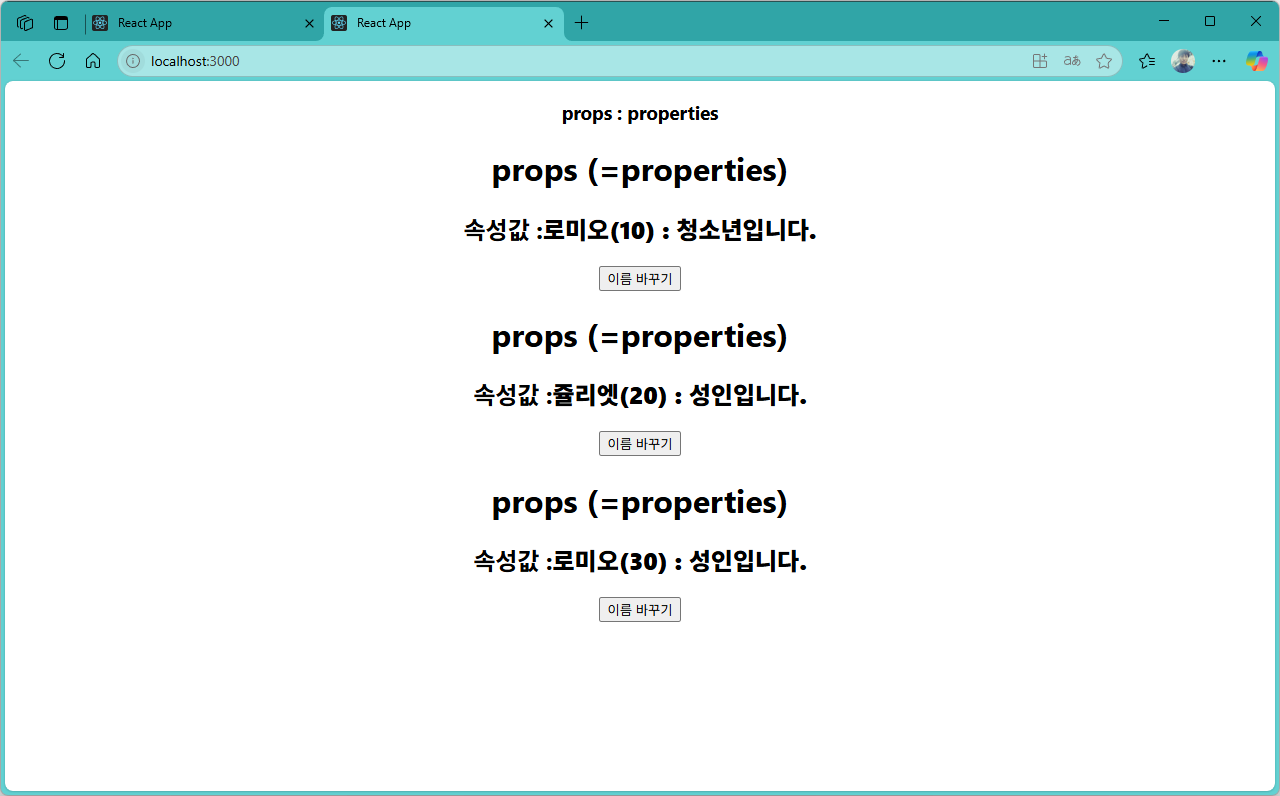 React App
React App
localhost:3000
aあ
props : properties
props (=properties)
속성값 :로미오(10) : 청소년입니다.
이름 바꾸기
props (=properties)
속성값 :쥴리엣(20) : 성인입니다.
이름 바꾸기
props (=properties)
속성값 :로미오(30) : 성인입니다.
이름 바꾸기